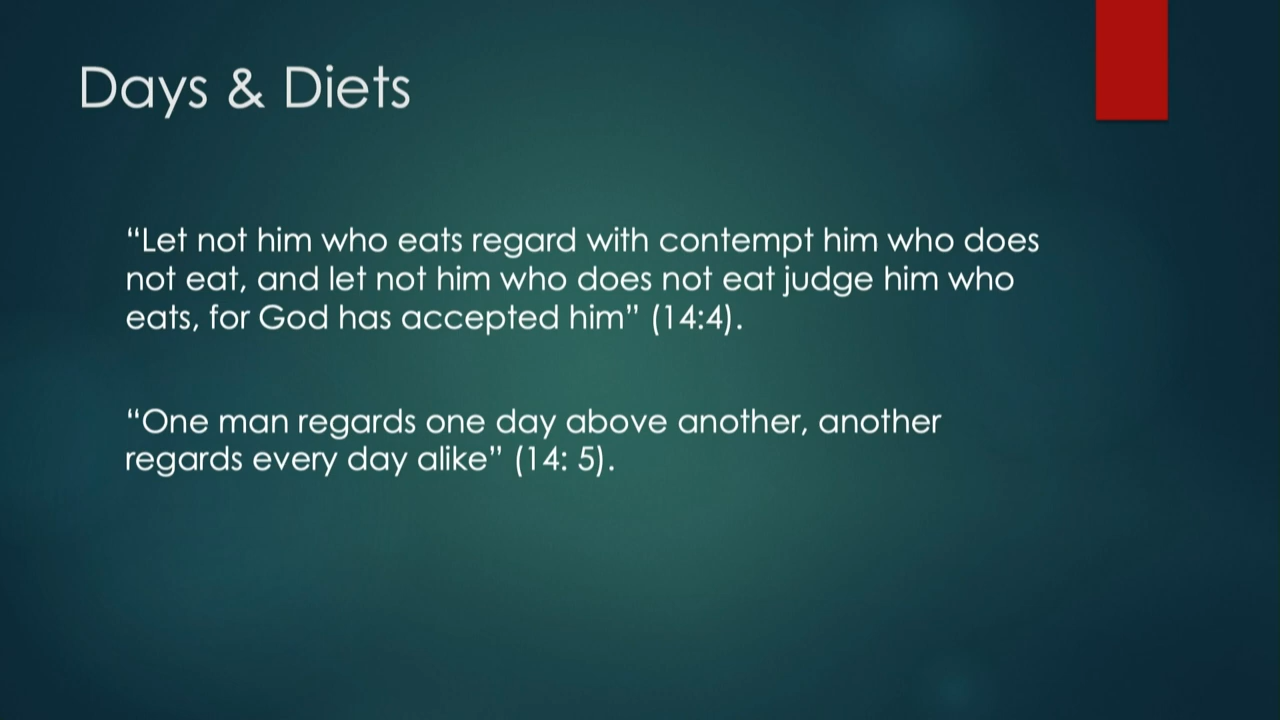 Days & Diets
“Let not him who eats regard with contempt him who does
not eat, and let not him who does not eat judge him who
eats, for God has accepted him” (14:4).
“One man regards one day above another, another
regards every day alike” (14: 5).